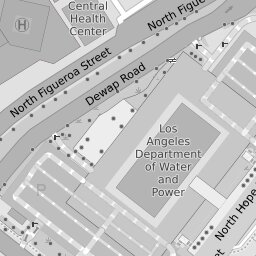 Central
Health
Center
H
North Figue
North Figueroa Street
Dewap Road
Los
Angeles
Department
of Water
and
Power
P
North Hope